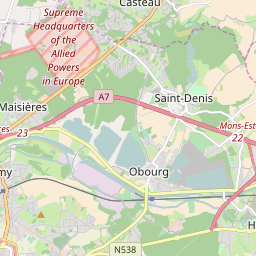 Casteau
Supreme
Headquarters
of the
Allied
Powers
in Europe
A7
Saint-Denis
Maisières
23
Mons-Est
22
my
Obourg
N538
H